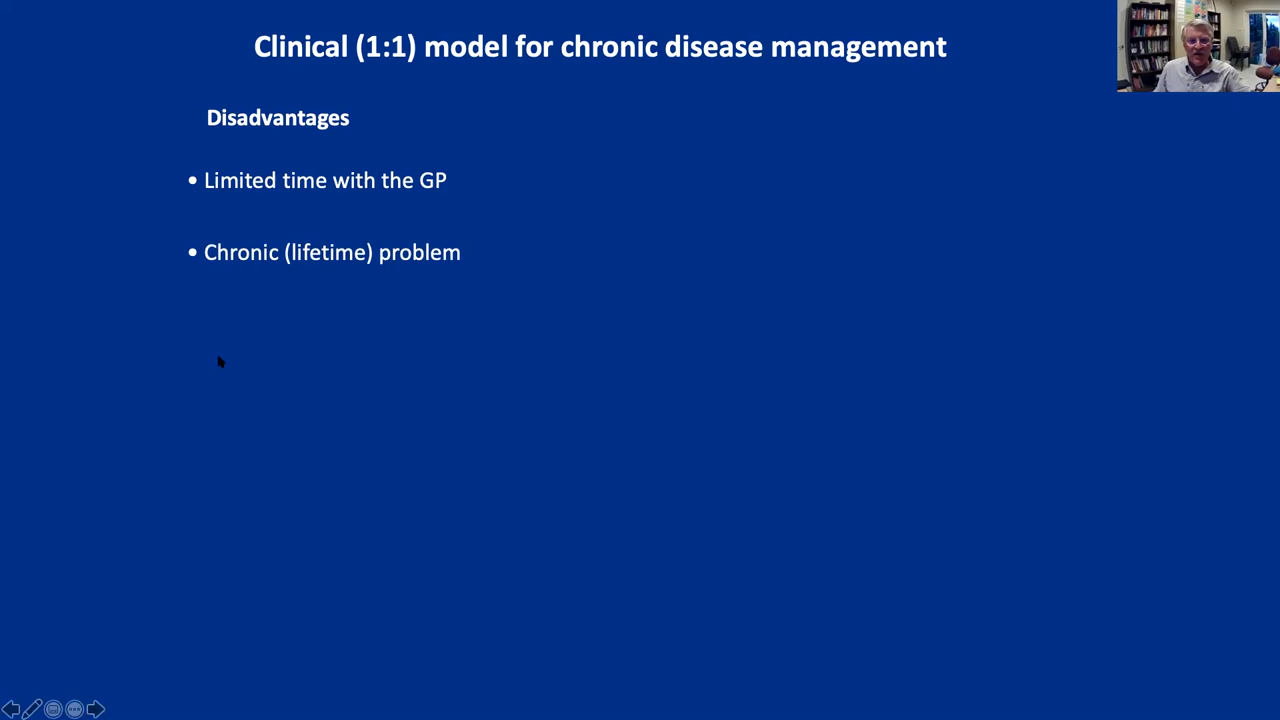 Clinical (1:1) model for chronic disease management
Disadvantages
• Limited time with the GP
• Chronic (lifetime) problem